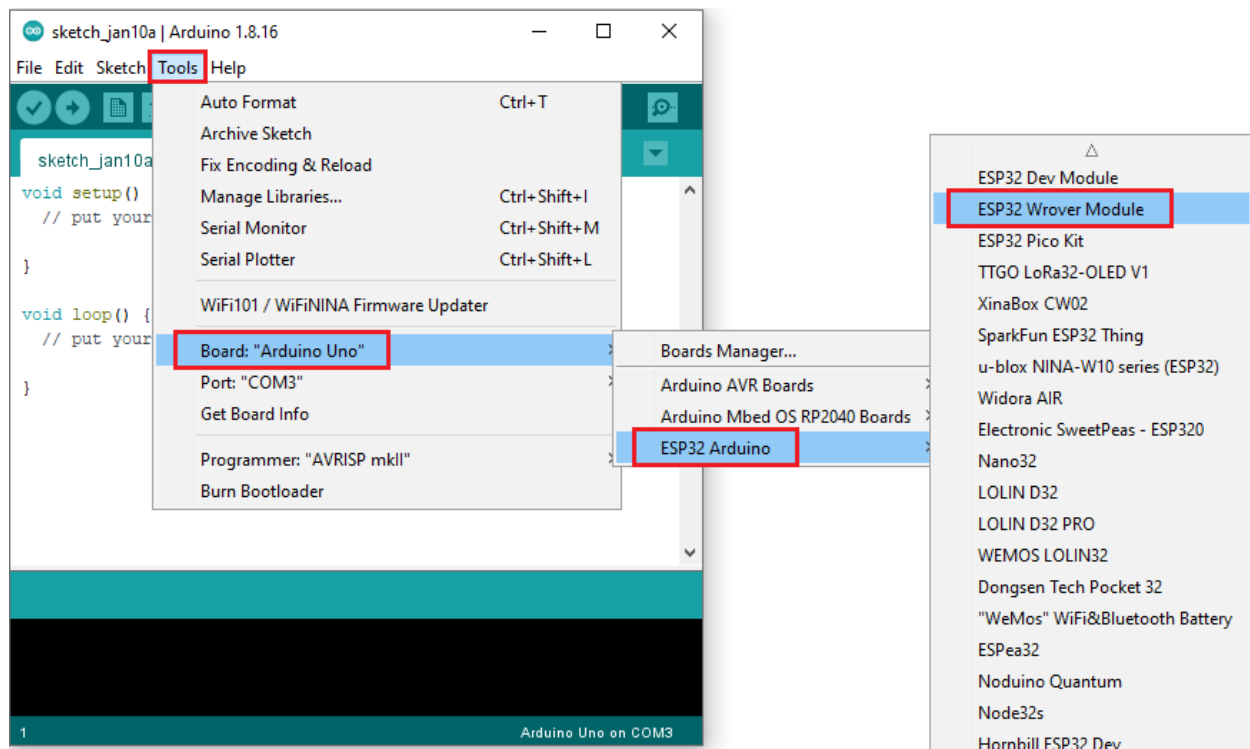 sketch_jan10a | Arduino 1.8.16
File Edit Sketch Tools Help
Auto Format Ctrl+T
Archive Sketch
Fix Encoding & Reload
Manage Libraries... Ctrl+Shift+I
Serial Monitor Ctrl+Shift+M
Serial Plotter Ctrl+Shift+L
WiFi101 / WiFiNINA Firmware Updater
Board: "Arduino Uno"
Port: "COM3"
Get Board Info
Programmer: "AVRISP mkII"
Burn Bootloader
sketch_jan10a
void setup()
// put your
}
void loop() {
// put your
}
Boards Manager...
Arduino AVR Boards
Arduino Mbed OS RP2040 Boards
ESP32 Arduino
ESP32 Dev Module
ESP32 Wrover Module
ESP32 Pico Kit
TTGO LoRa32-OLED V1
XinaBox CW02
SparkFun ESP32 Thing
u-blox NINA-W10 series (ESP32)
Widora AIR
Electronic SweetPeas - ESP320
Nano32
LOLIN D32
LOLIN D32 PRO
WEMOS LOLIN32
Dongsen Tech Pocket 32
"WeMos" WiFi&Bluetooth Battery
ESPea32
Noduino Quantum
Node32s
Hornbill ESP32 Dev
1 Arduino Uno on COM3